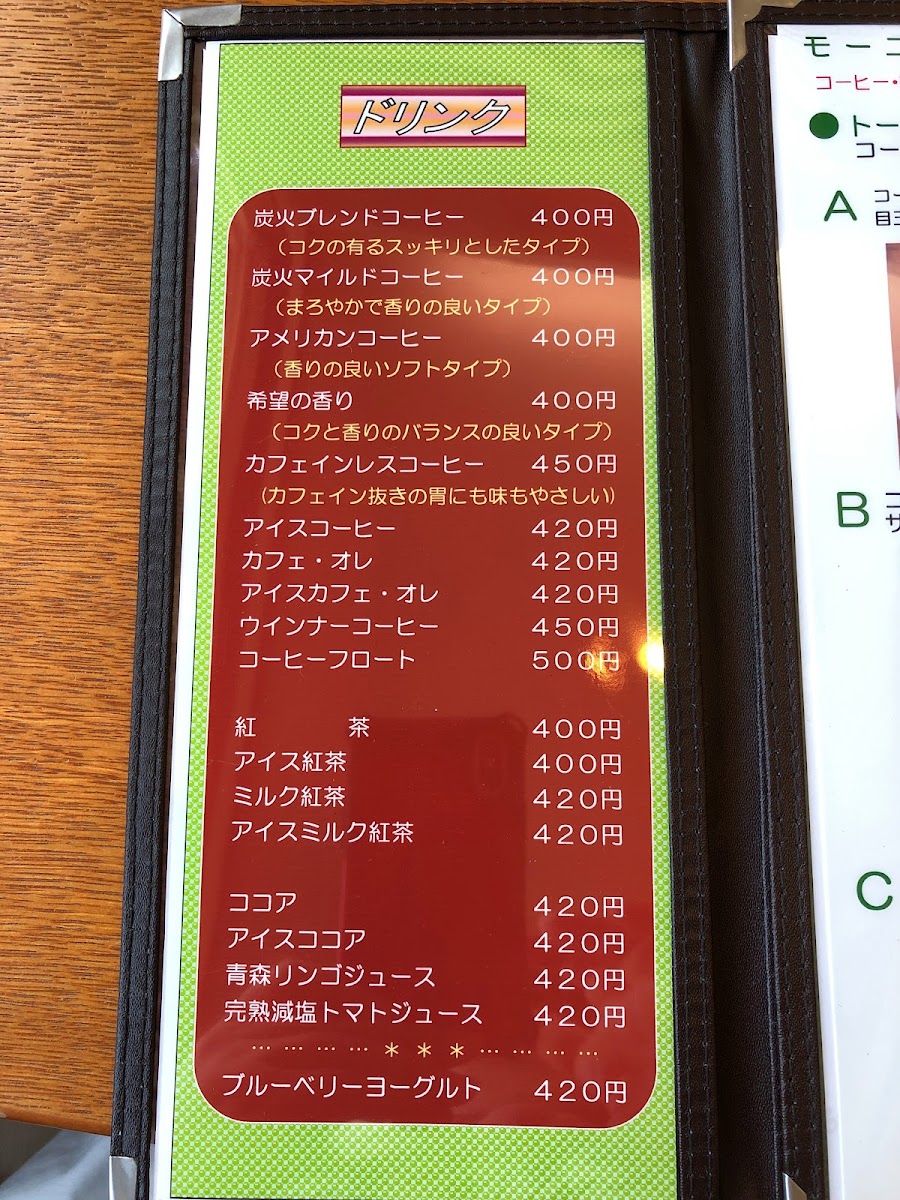 ドリンク
炭火ブレンドコーヒー 400円
(コクの有るスッキリとしたタイプ)
炭火マイルドコーヒー 400円
(まろやかで香りの良いタイプ)
アメリカンコーヒー 400円
(香りの良いソフトタイプ)
希望の香り 400円
(コクと香りのバランスの良いタイプ)
カフェインレスコーヒー 450円
(カフェイン抜きの胃にも味もやさしい)
アイスコーヒー 420円
カフェ・オレ 420円
アイスカフェ・オレ 420円
ウインナーコーヒー 450円
コーヒーフロート 500円
紅茶 400円
アイス紅茶 400円
ミルク紅茶 420円
アイスミルク紅茶 420円
ココア 420円
アイスココア 420円
青森リンゴジュース 420円
完熟減塩トマトジュース 420円
… … … … * * * … … … …
ブルーベリーヨーグルト 420円
モーニ
コーヒー・
●トー
コー
A コー
目玉
B コ
サ
C